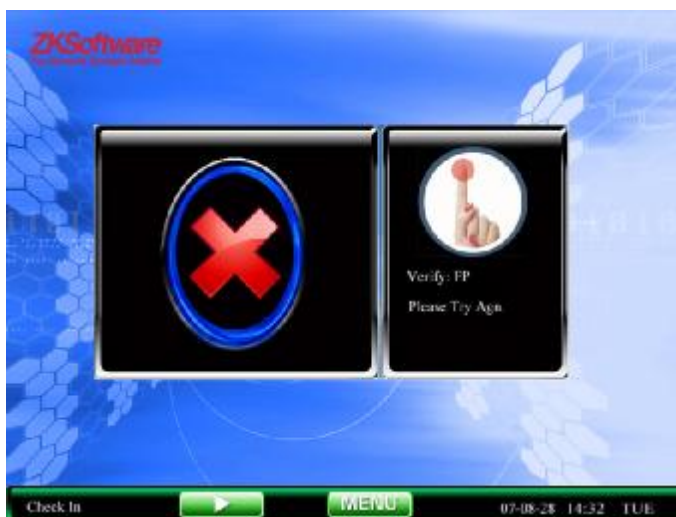 ZKSoftware
Verify: FP
Please Try Agn.
Check In
MENU
07-08-28 14:32 TUE